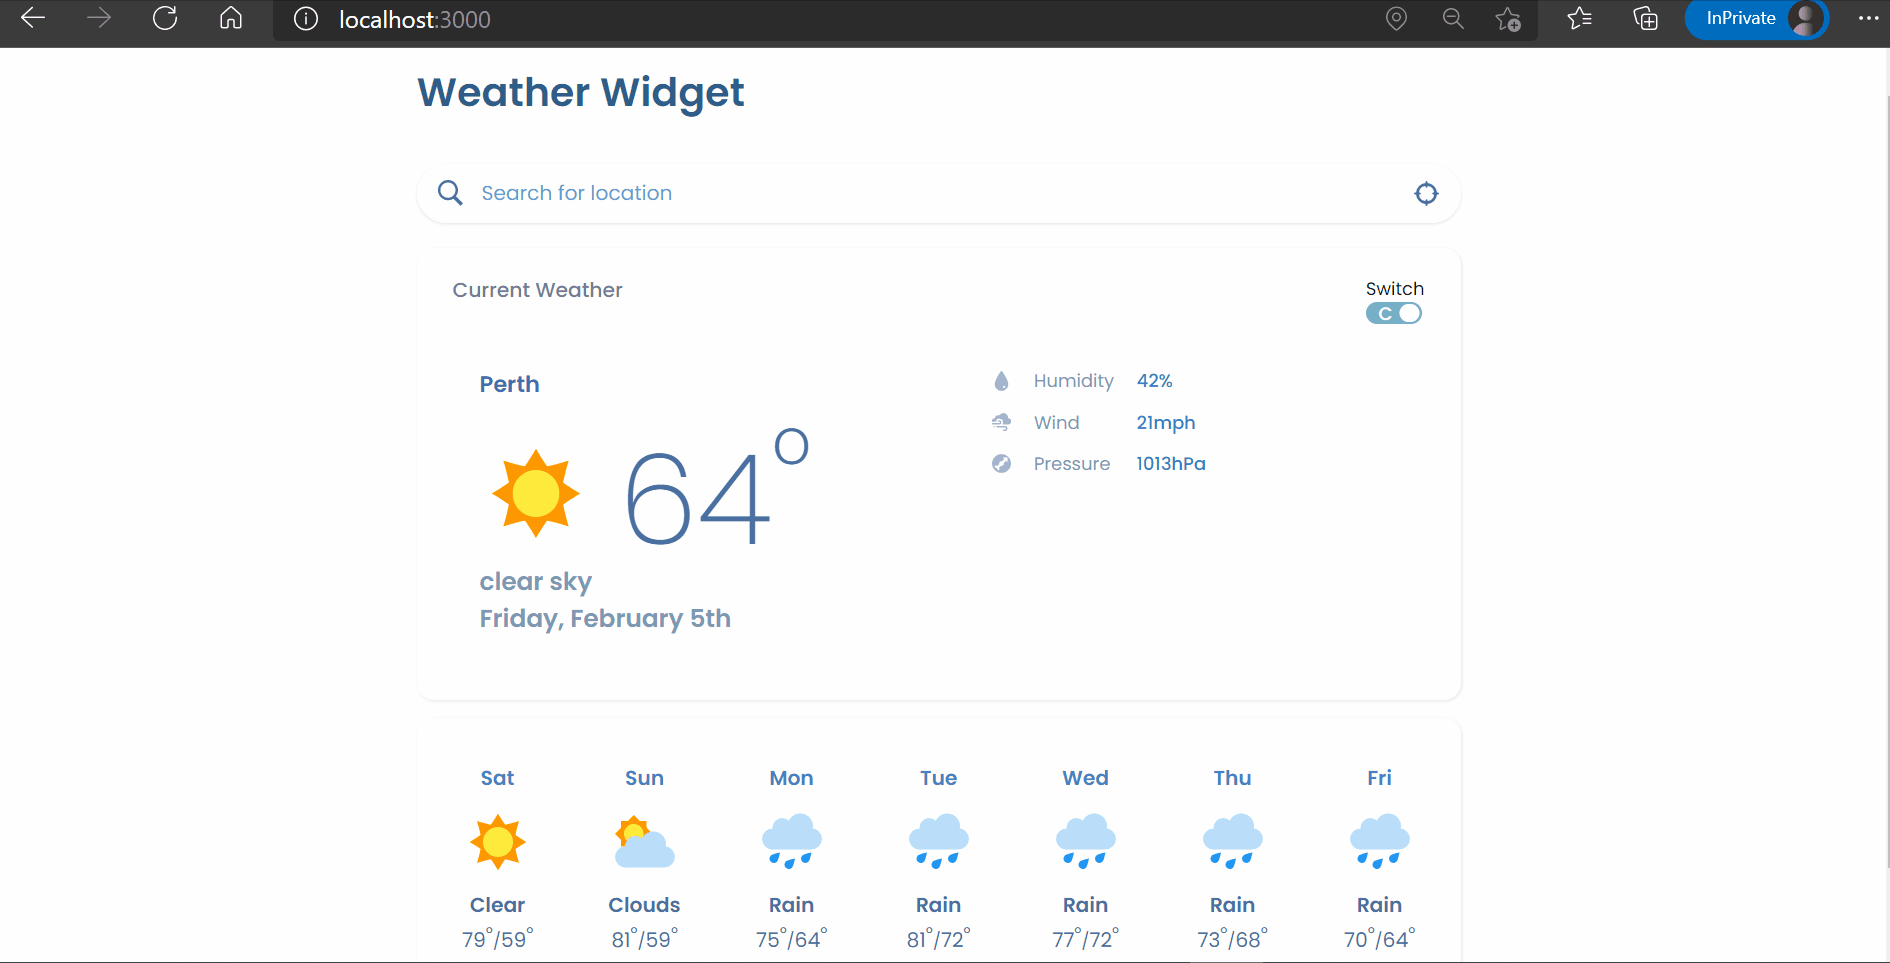 localhost:3000
InPrivate
Weather Widget
Search for location
Current Weather
Switch
C
Perth
Humidity 42%
Wind 21mph
Pressure 1013hPa
64°
clear sky
Friday, February 5th
Sat Sun Mon Tue Wed Thu Fri
Clear Clouds Rain Rain Rain Rain Rain
79°/59° 81°/59° 75°/64° 81°/72° 77°/72° 73°/68° 70°/64°